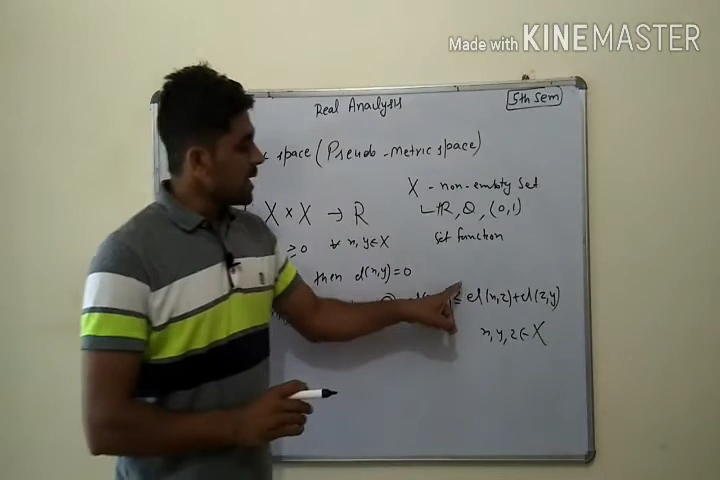 Made with KINEMASTER
Real Analysis
5th Sem
space (Pseudo-Metric space)
X - non-empty set
X × X → R
R, Q, (0,1)
≥0 ∀ x, y ∈ X
Set function
then d(x,y)=0
≤ d(x,z)+d(z,y)
x, y, z ∈ X